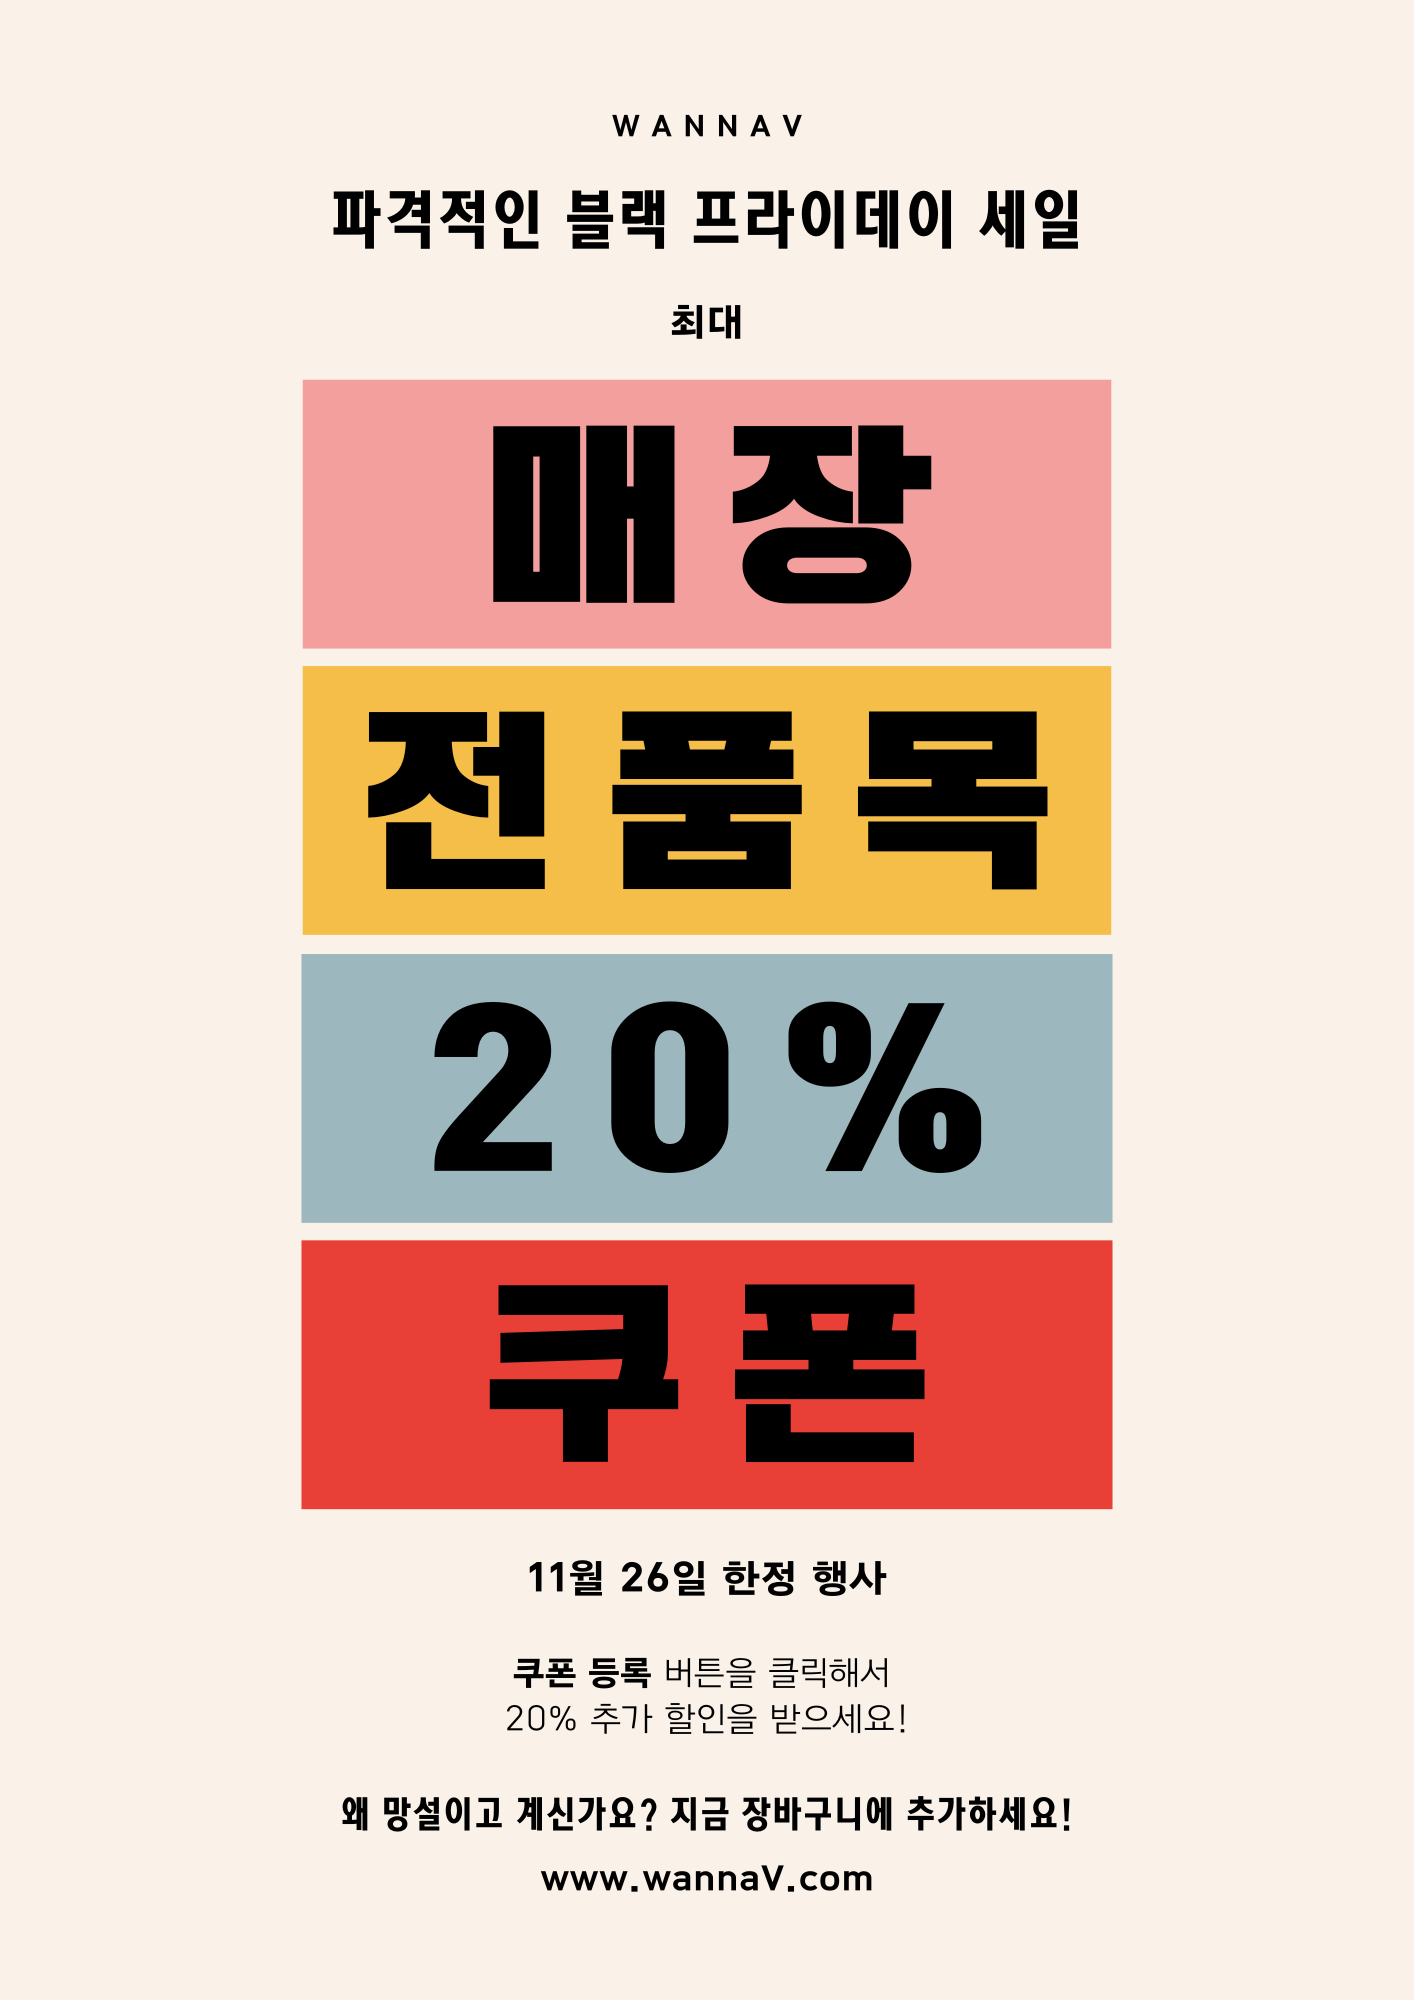 WANNAV
파격적인 블랙 프라이데이 세일
최대
매장
전품목
20%
쿠폰
11월 26일 한정 행사
쿠폰 등록 버튼을 클릭해서
20% 추가 할인을 받으세요!
왜 망설이고 계신가요? 지금 장바구니에 추가하세요!
www.wannaV.com